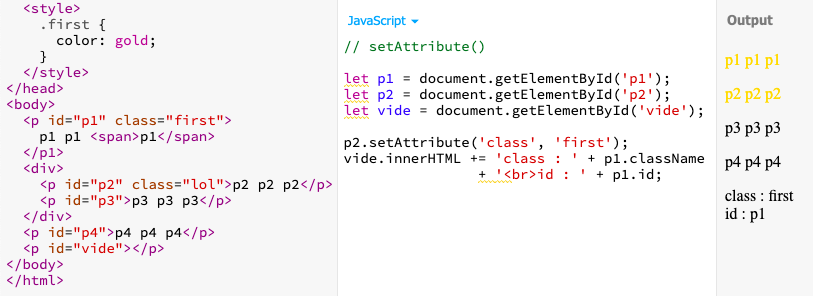 <style>
.first {
color: gold;
}
</style>
</head>
<body>
<p id="p1" class="first">
p1 p1 <span>p1</span>
</p1>
<div>
<p id="p2" class="lol">p2 p2 p2</p>
<p id="p3">p3 p3 p3</p>
</div>
<p id="p4">p4 p4 p4</p>
<p id="vide"></p>
</body>
</html>
JavaScript
// setAttribute()
let p1 = document.getElementById('p1');
let p2 = document.getElementById('p2');
let vide = document.getElementById('vide');
p2.setAttribute('class', 'first');
vide.innerHTML += 'class : ' + p1.className
+ '<br>id : ' + p1.id;
Output
p1 p1 p1
p2 p2 p2
p3 p3 p3
p4 p4 p4
class : first
id : p1